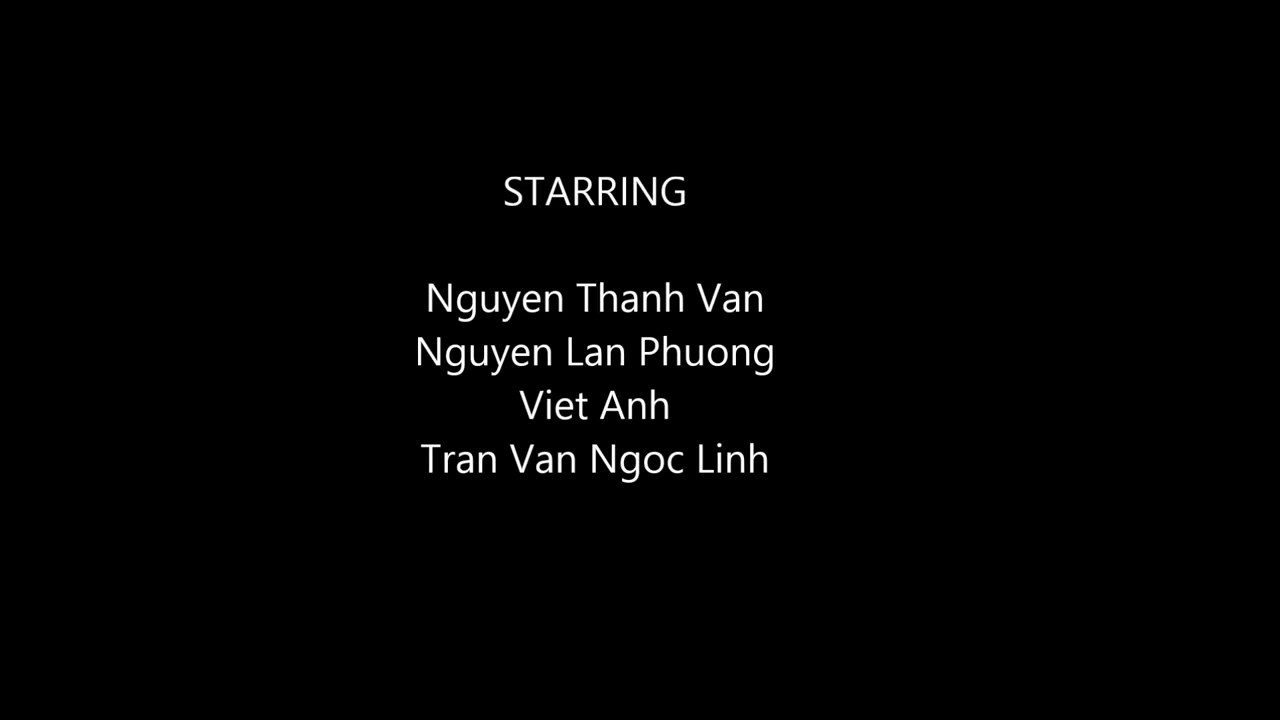 STARRING
Nguyen Thanh Van
Nguyen Lan Phuong
Viet Anh
Tran Van Ngoc Linh